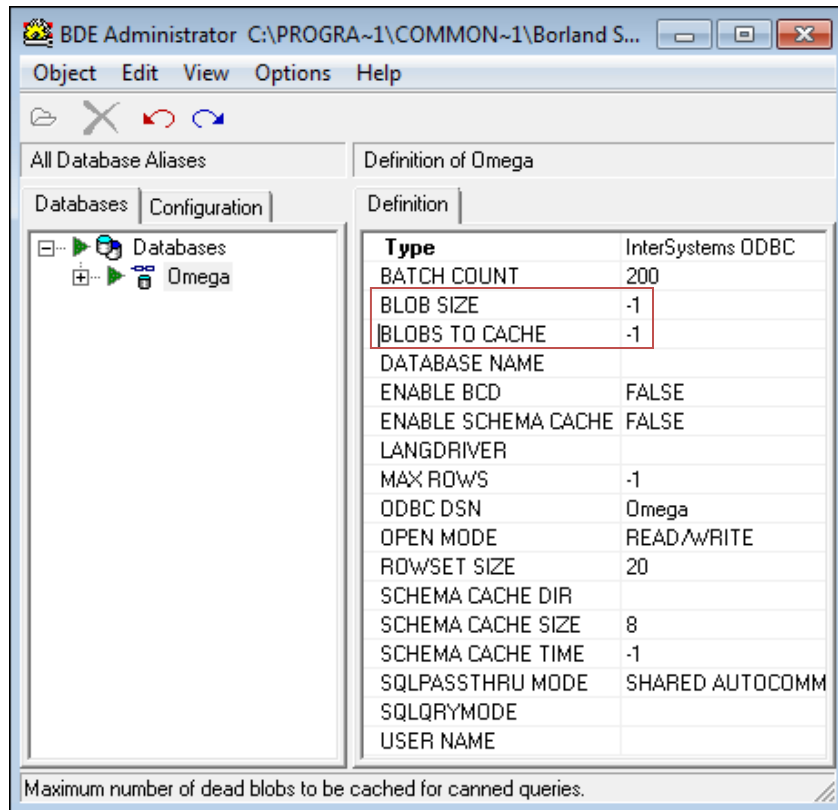 BDE Administrator C:\PROGRA~1\COMMON~1\Borland S...
Object Edit View Options Help
All Database Aliases
Definition of Omega
Databases Configuration
Definition
Databases
Omega
Type InterSystems ODBC
BATCH COUNT 200
BLOB SIZE -1
BLOBS TO CACHE -1
DATABASE NAME
ENABLE BCD FALSE
ENABLE SCHEMA CACHE FALSE
LANGDRIVER
MAX ROWS -1
ODBC DSN Omega
OPEN MODE READ/WRITE
ROWSET SIZE 20
SCHEMA CACHE DIR
SCHEMA CACHE SIZE 8
SCHEMA CACHE TIME -1
SQLPASSTHRU MODE SHARED AUTOCOMM
SQLQRYMODE
USER NAME
Maximum number of dead blobs to be cached for canned queries.